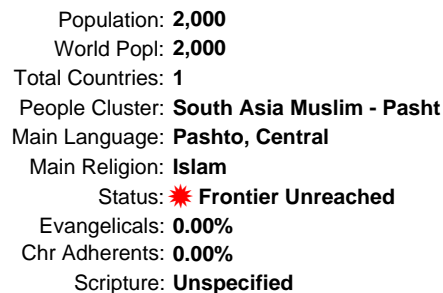 Population: 2,000
World Popl: 2,000
Total Countries: 1
People Cluster: South Asia Muslim - Pasht
Main Language: Pashto, Central
Main Religion: Islam
Status: Frontier Unreached
Evangelicals: 0.00%
Chr Adherents: 0.00%
Scripture: Unspecified